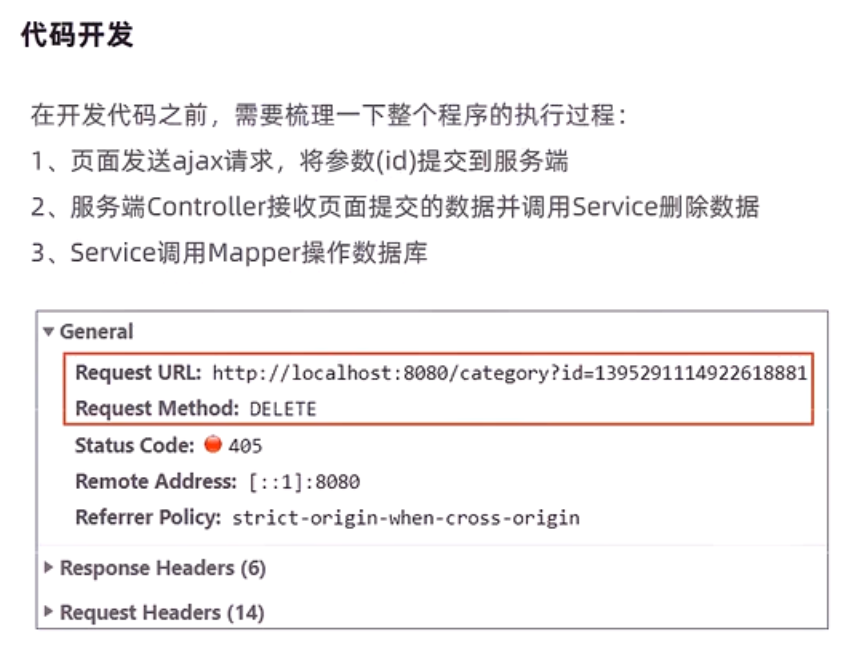 代码开发
在开发代码之前，需要梳理一下整个程序的执行过程：
1、页面发送ajax请求，将参数(id)提交到服务端
2、服务端Controller接收页面提交的数据并调用Service删除数据
3、Service调用Mapper操作数据库
General
Request URL: http://localhost:8080/category?id=1395291114922618881
Request Method: DELETE
Status Code: 405
Remote Address: [::1]:8080
Referrer Policy: strict-origin-when-cross-origin
Response Headers (6)
Request Headers (14)